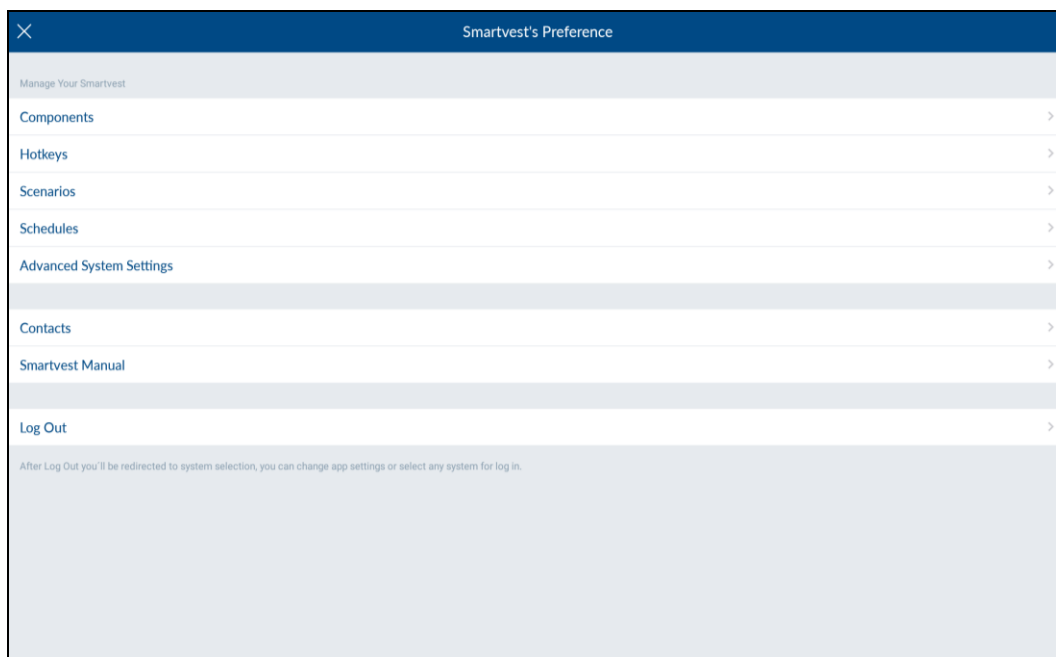 Smartvest's Preference
Manage Your Smartvest
Components
Hotkeys
Scenarios
Schedules
Advanced System Settings
Contacts
Smartvest Manual
Log Out
After Log Out you`ll be redirected to system selection, you can change app settings or select any system for log in.